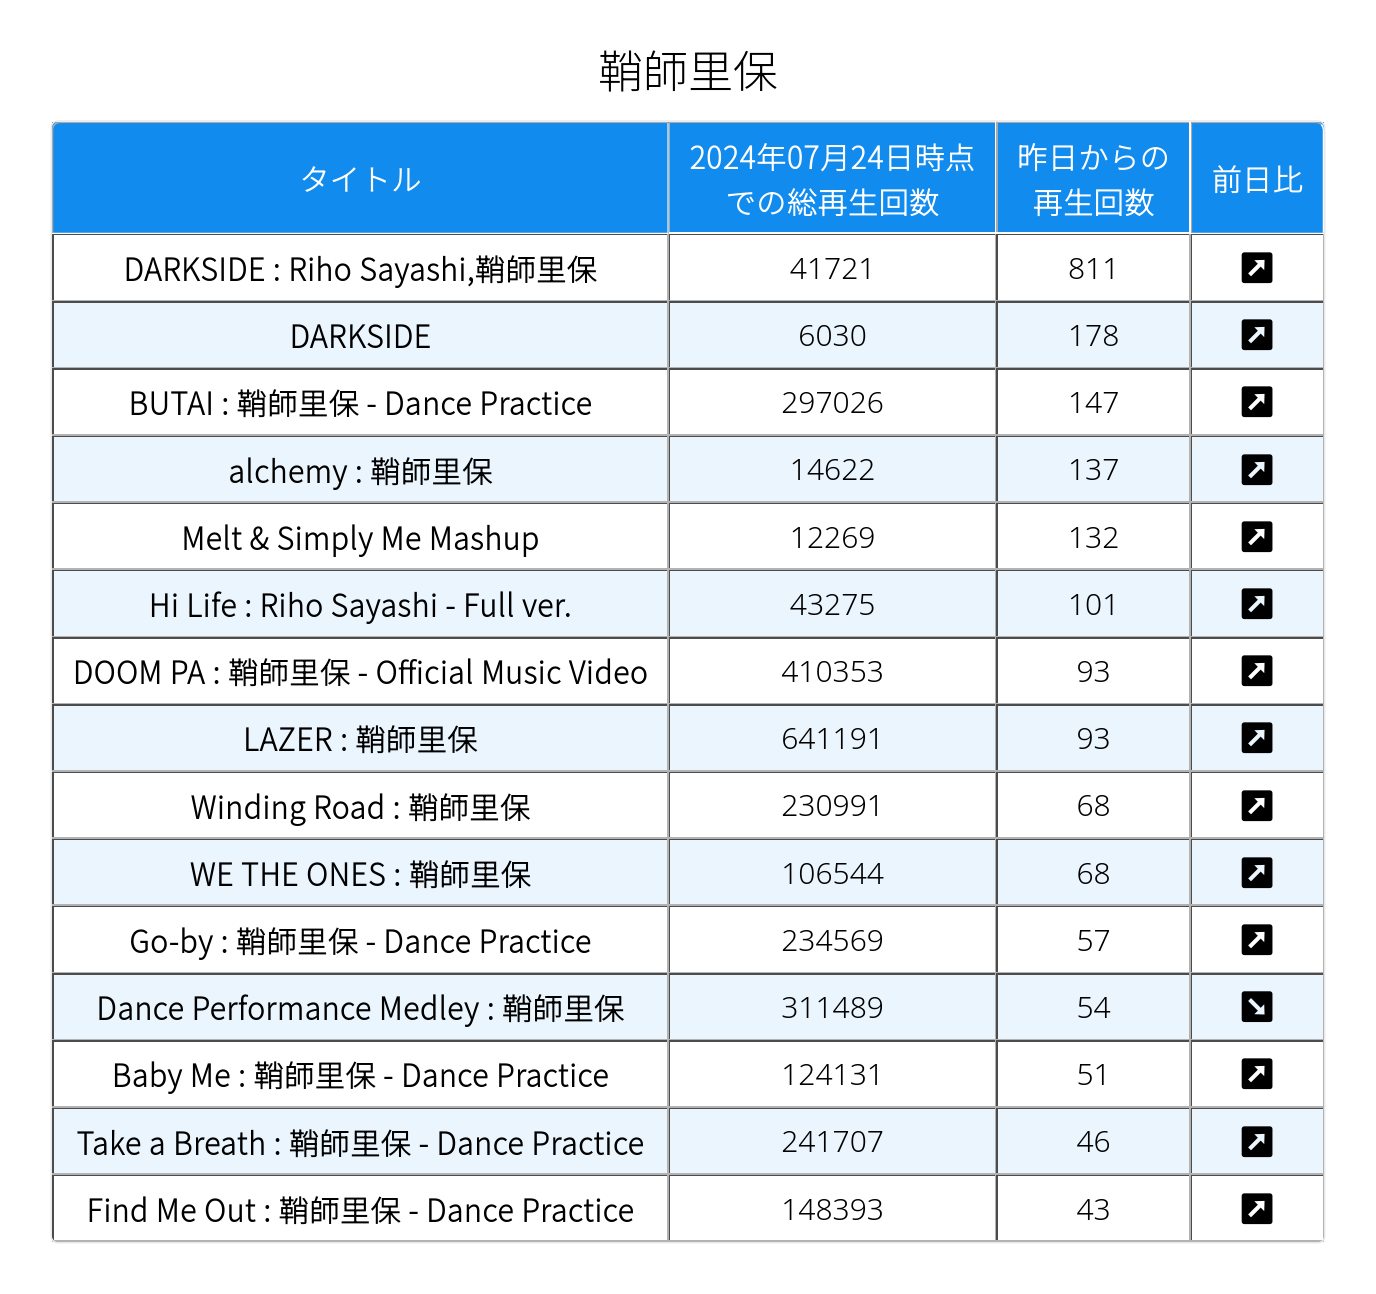 鞘師里保
タイトル
2024年07月24日時点
での総再生回数
昨日からの
再生回数
前日比
DARKSIDE : Riho Sayashi,鞘師里保 41721 811
DARKSIDE 6030 178
BUTAI : 鞘師里保 - Dance Practice 297026 147
alchemy : 鞘師里保 14622 137
Melt & Simply Me Mashup 12269 132
Hi Life : Riho Sayashi - Full ver. 43275 101
DOOM PA : 鞘師里保 - Official Music Video 410353 93
LAZER : 鞘師里保 641191 93
Winding Road : 鞘師里保 230991 68
WE THE ONES : 鞘師里保 106544 68
Go-by : 鞘師里保 - Dance Practice 234569 57
Dance Performance Medley : 鞘師里保 311489 54
Baby Me : 鞘師里保 - Dance Practice 124131 51
Take a Breath : 鞘師里保 - Dance Practice 241707 46
Find Me Out : 鞘師里保 - Dance Practice 148393 43